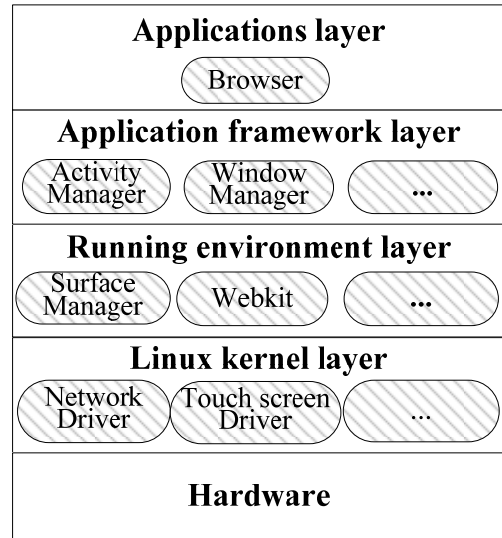 Applications layer
Browser
Application framework layer
Activity
Manager
Window
Manager
...
Running environment layer
Surface
Manager
Webkit
...
Linux kernel layer
Network
Driver
Touch screen
Driver
...
Hardware